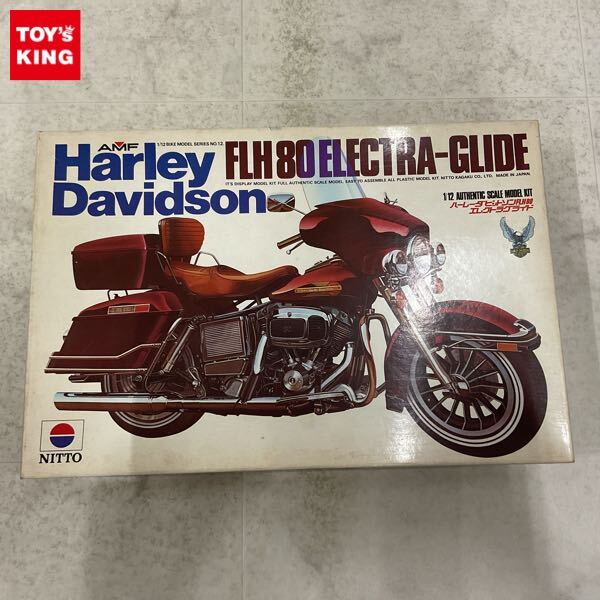 TOY'S
KING
AMF
1/12 BIKE MODEL SERIES NO.12.
Harley
Davidson
FLH80 ELECTRA-GLIDE
IT'S DISPLAY MODEL KIT. FULL AUTHENTIC SCALE MODEL. EASY TO ASSEMBLE ALL PLASTIC MODEL KIT. NITTO KAGAKU CO., LTD. MADE IN JAPAN.
1/12 AUTHENTIC SCALE MODEL KIT
ハーレーダビッドソンFLH80
エレクトラグライド
NITTO